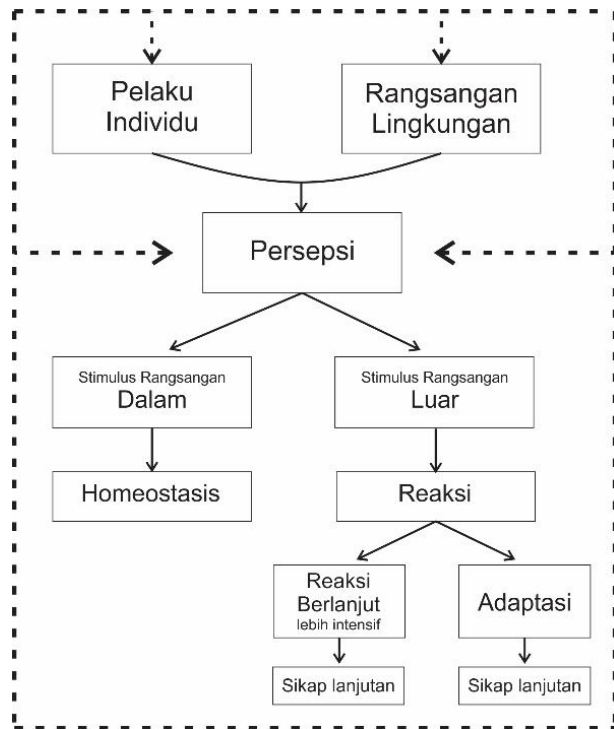 Pelaku
Individu
Rangsangan
Lingkungan
Persepsi
Stimulus Rangsangan
Dalam
Stimulus Rangsangan
Luar
Homeostasis
Reaksi
Reaksi
Berlanjut
lebih intensif
Adaptasi
Sikap lanjutan
Sikap lanjutan